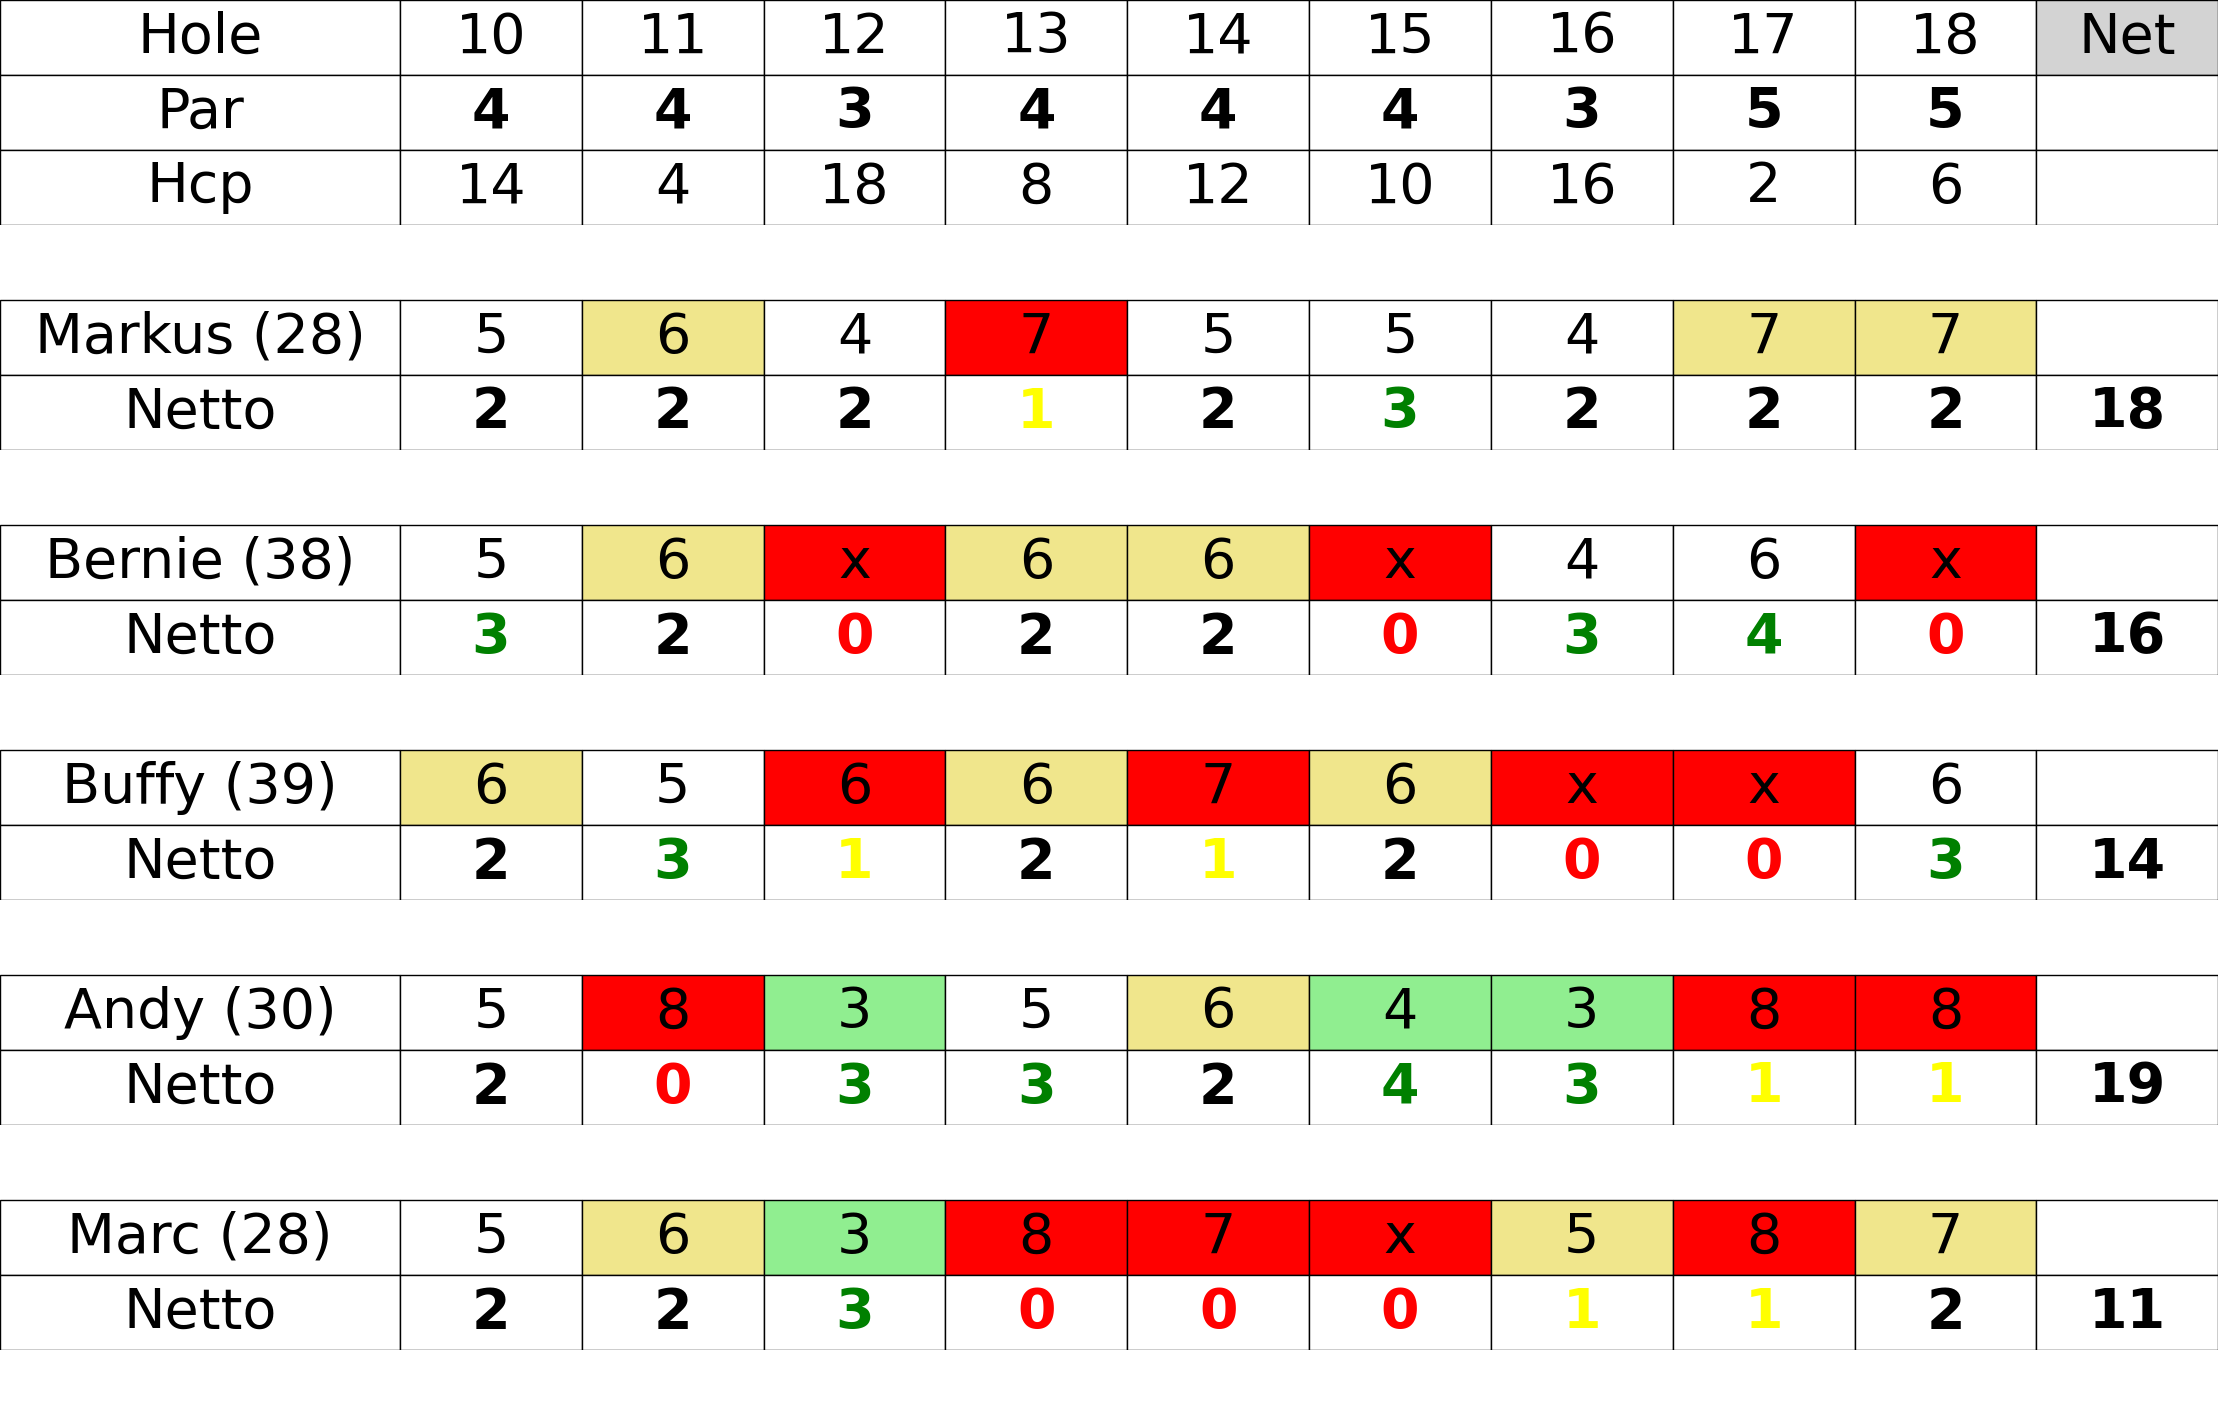 Hole 10 11 12 13 14 15 16 17 18 Net
Par 4 4 3 4 4 4 3 5 5
Hcp 14 4 18 8 12 10 16 2 6
Markus (28) 5 6 4 7 5 5 4 7 7
Netto 2 2 2 1 2 3 2 2 2 18
Bernie (38) 5 6 x 6 6 x 4 6 x
Netto 3 2 0 2 2 0 3 4 0 16
Buffy (39) 6 5 6 6 7 6 x x 6
Netto 2 3 1 2 1 2 0 0 3 14
Andy (30) 5 8 3 5 6 4 3 8 8
Netto 2 0 3 3 2 4 3 1 1 19
Marc (28) 5 6 3 8 7 x 5 8 7
Netto 2 2 3 0 0 0 1 1 2 11